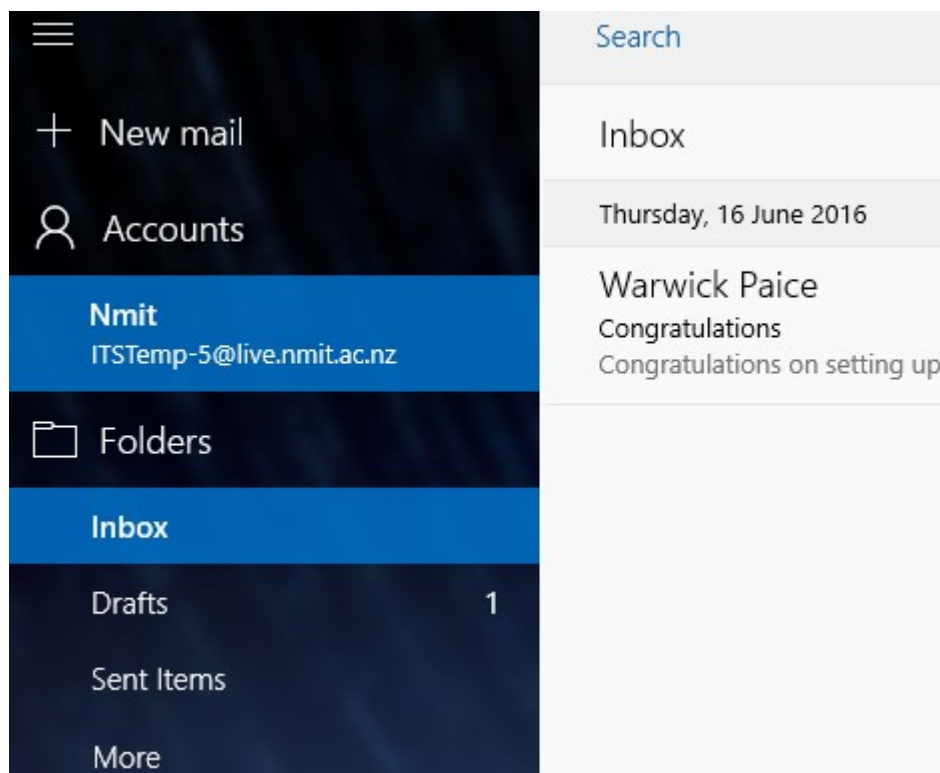 New mail
Accounts
Nmit
ITSTemp-5@live.nmit.ac.nz
Folders
Inbox
Drafts 1
Sent Items
More
Search
Inbox
Thursday, 16 June 2016
Warwick Paice
Congratulations
Congratulations on setting up